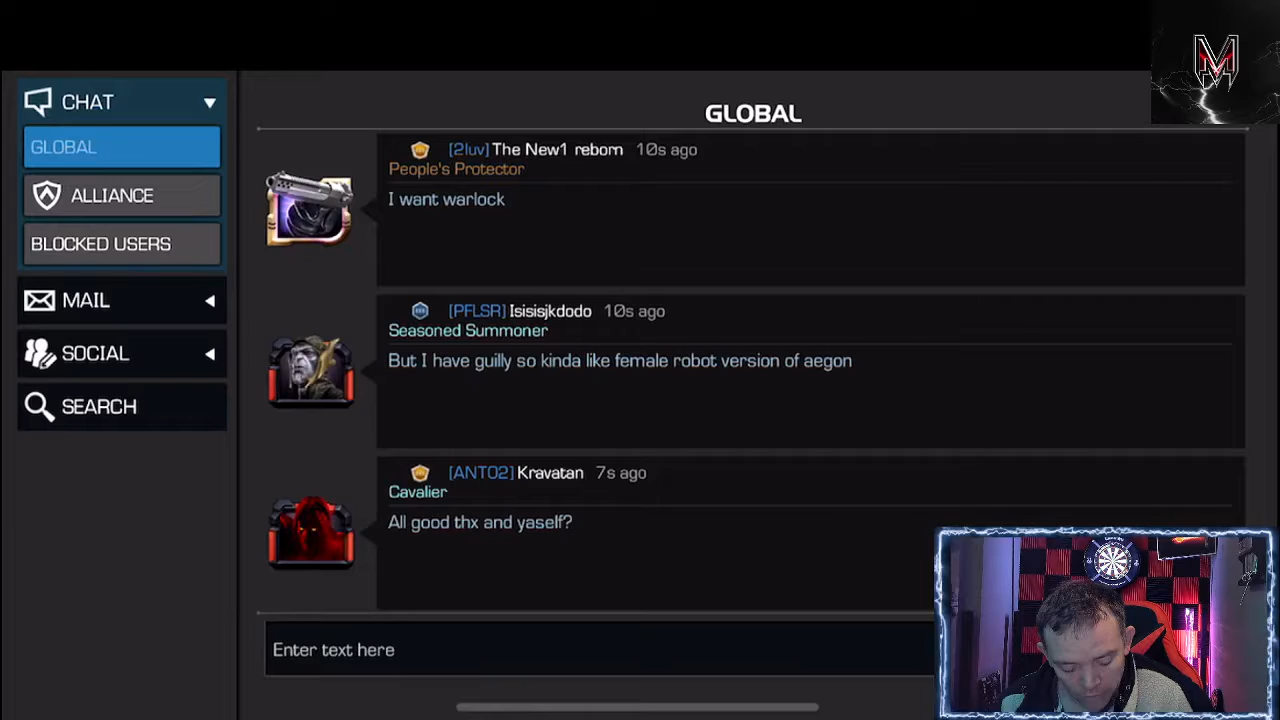 CHAT
GLOBAL
ALLIANCE
BLOCKED USERS
MAIL
SOCIAL
SEARCH
GLOBAL
[2luv] The New1 reborn 10s ago
People's Protector
I want warlock
[PFLSR] Isisisjkdodo 10s ago
Seasoned Summoner
But I have guilly so kinda like female robot version of aegon
[ANTO2] Kravatan 7s ago
Cavalier
All good thx and yaself?
Enter text here
M